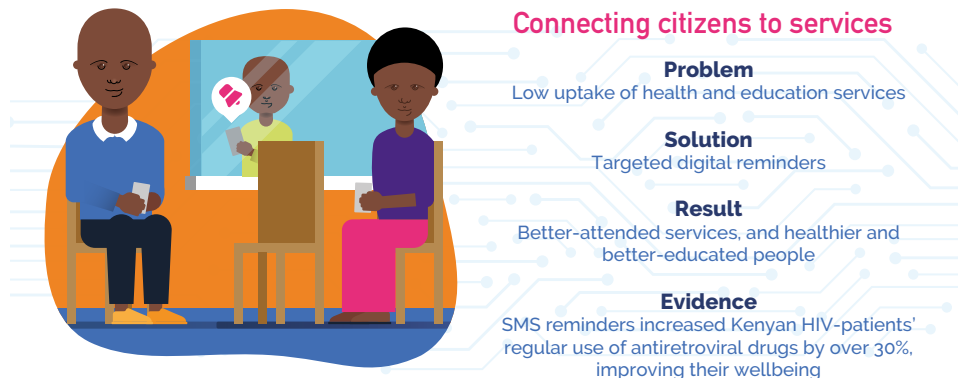 Connecting citizens to services
Problem
Low uptake of health and education services
Solution
Targeted digital reminders
Result
Better-attended services, and healthier and
better-educated people
Evidence
SMS reminders increased Kenyan HIV-patients’
regular use of antiretroviral drugs by over 30%,
improving their wellbeing